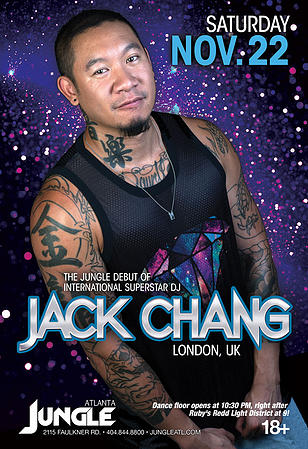 SATURDAY
NOV. 22
樂
金
THE JUNGLE DEBUT OF
INTERNATIONAL SUPERSTAR DJ
JACK CHANG
LONDON, UK
ATLANTA
JUNGLE
2115 FAULKNER RD. • 404.844.8800 • JUNGLEATL.COM
Dance floor opens at 10:30 PM, right after
Ruby's Redd Light District at 9!
18+